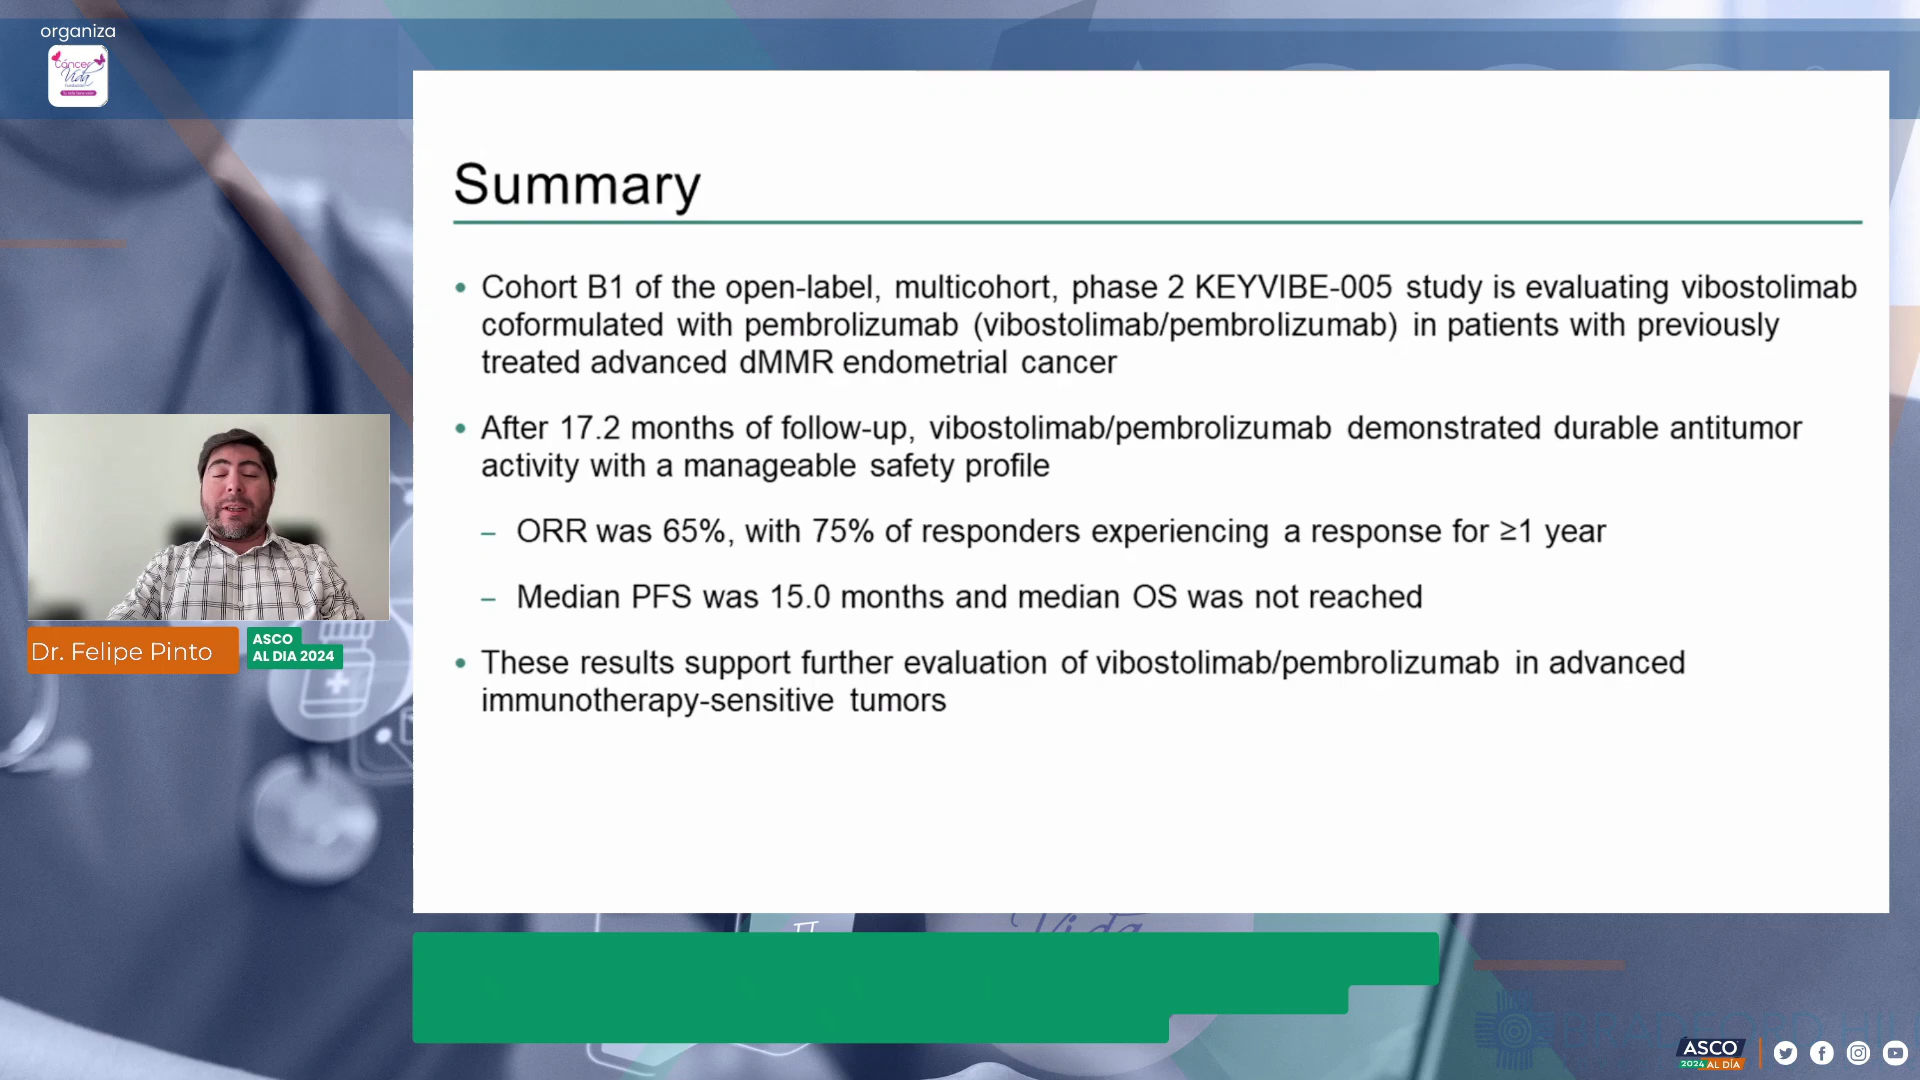 organiza
Cáncer
Vida
Summary
• Cohort B1 of the open-label, multicohort, phase 2 KEYVIBE-005 study is evaluating vibostolimab
coformulated with pembrolizumab (vibostolimab/pembrolizumab) in patients with previously
treated advanced dMMR endometrial cancer
• After 17.2 months of follow-up, vibostolimab/pembrolizumab demonstrated durable antitumor
activity with a manageable safety profile
– ORR was 65%, with 75% of responders experiencing a response for ≥1 year
– Median PFS was 15.0 months and median OS was not reached
• These results support further evaluation of vibostolimab/pembrolizumab in advanced
immunotherapy-sensitive tumors
Dr. Felipe Pinto
ASCO
AL DIA 2024
Vida
BRADFORD HILL
ASCO
2024 AL DÍA